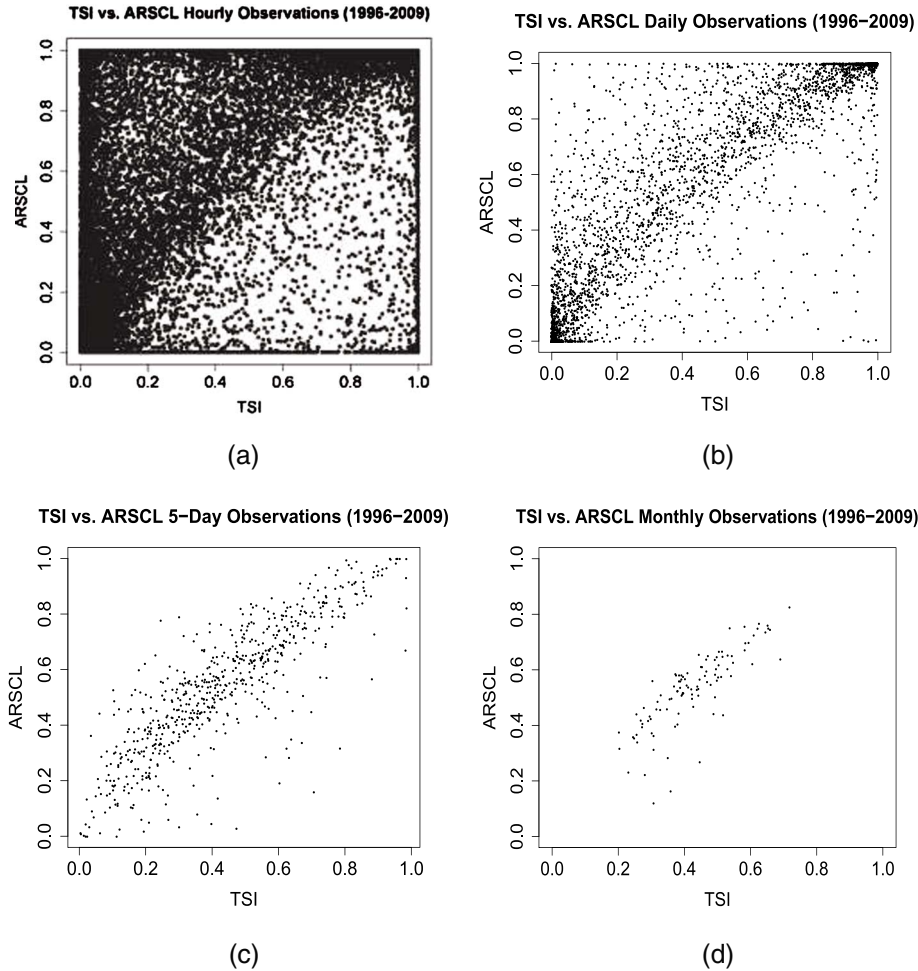 TSI vs. ARSCL Hourly Observations (1996-2009)
ARSCL
1.0
0.8
0.6
0.4
0.2
0.0
0.0 0.2 0.4 0.6 0.8 1.0
TSI
(a)
TSI vs. ARSCL Daily Observations (1996−2009)
ARSCL
1.0
0.8
0.6
0.4
0.2
0.0
0.0 0.2 0.4 0.6 0.8 1.0
TSI
(b)
TSI vs. ARSCL 5−Day Observations (1996−2009)
ARSCL
1.0
0.8
0.6
0.4
0.2
0.0
0.0 0.2 0.4 0.6 0.8 1.0
TSI
(c)
TSI vs. ARSCL Monthly Observations (1996−2009)
ARSCL
1.0
0.8
0.6
0.4
0.2
0.0
0.0 0.2 0.4 0.6 0.8 1.0
TSI
(d)